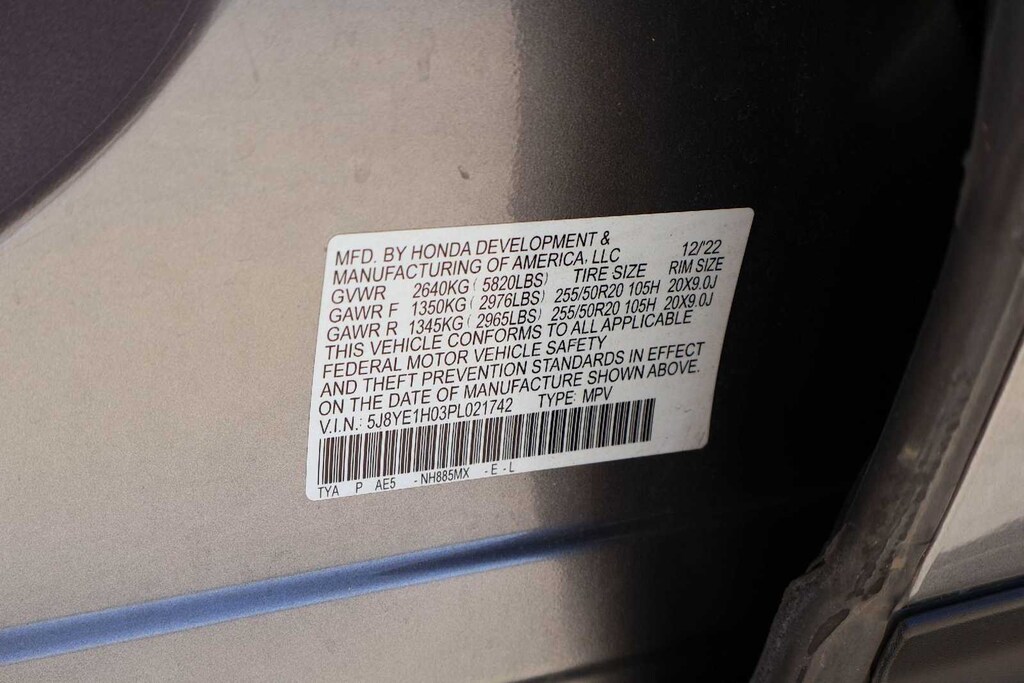 MFD. BY HONDA DEVELOPMENT &
MANUFACTURING OF AMERICA, LLC 12/'22
GVWR 2640KG ( 5820LBS) TIRE SIZE RIM SIZE
GAWR F 1350KG ( 2976LBS) 255/50R20 105H 20X9.0J
GAWR R 1345KG ( 2965LBS) 255/50R20 105H 20X9.0J
THIS VEHICLE CONFORMS TO ALL APPLICABLE
FEDERAL MOTOR VEHICLE SAFETY
AND THEFT PREVENTION STANDARDS IN EFFECT
ON THE DATE OF MANUFACTURE SHOWN ABOVE.
V.I.N.: 5J8YE1H03PL021742 TYPE: MPV
TYA P AE5 - NH885MX - E - L